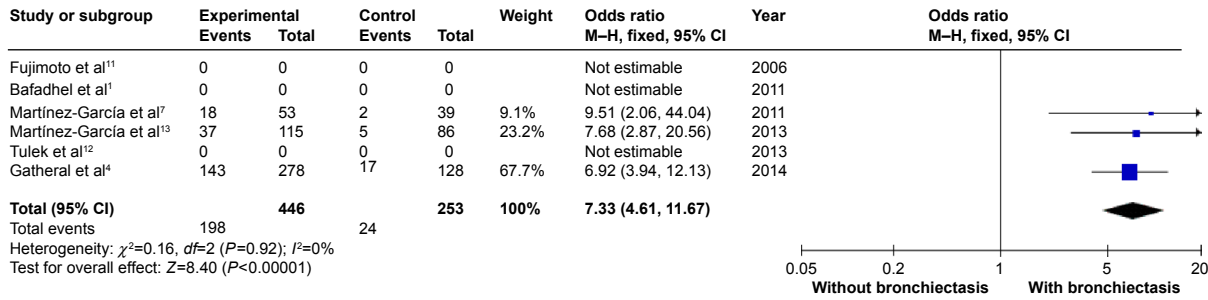 Study or subgroup Experimental Control Weight Odds ratio Year Odds ratio
Events Total Events Total M–H, fixed, 95% CI M–H, fixed, 95% CI
Fujimoto et al¹¹ 0 0 0 0 Not estimable 2006
Bafadhel et al¹ 0 0 0 0 Not estimable 2011
Martínez-García et al⁷ 18 53 2 39 9.1% 9.51 (2.06, 44.04) 2011
Martínez-García et al¹³ 37 115 5 86 23.2% 7.68 (2.87, 20.56) 2013
Tulek et al¹² 0 0 0 0 Not estimable 2013
Gatheral et al⁴ 143 278 17 128 67.7% 6.92 (3.94, 12.13) 2014
Total (95% CI) 446 253 100% 7.33 (4.61, 11.67)
Total events 198 24
Heterogeneity: χ²=0.16, df=2 (P=0.92); I²=0%
Test for overall effect: Z=8.40 (P<0.00001)
0.05 0.2 1 5 20
Without bronchiectasis With bronchiectasis